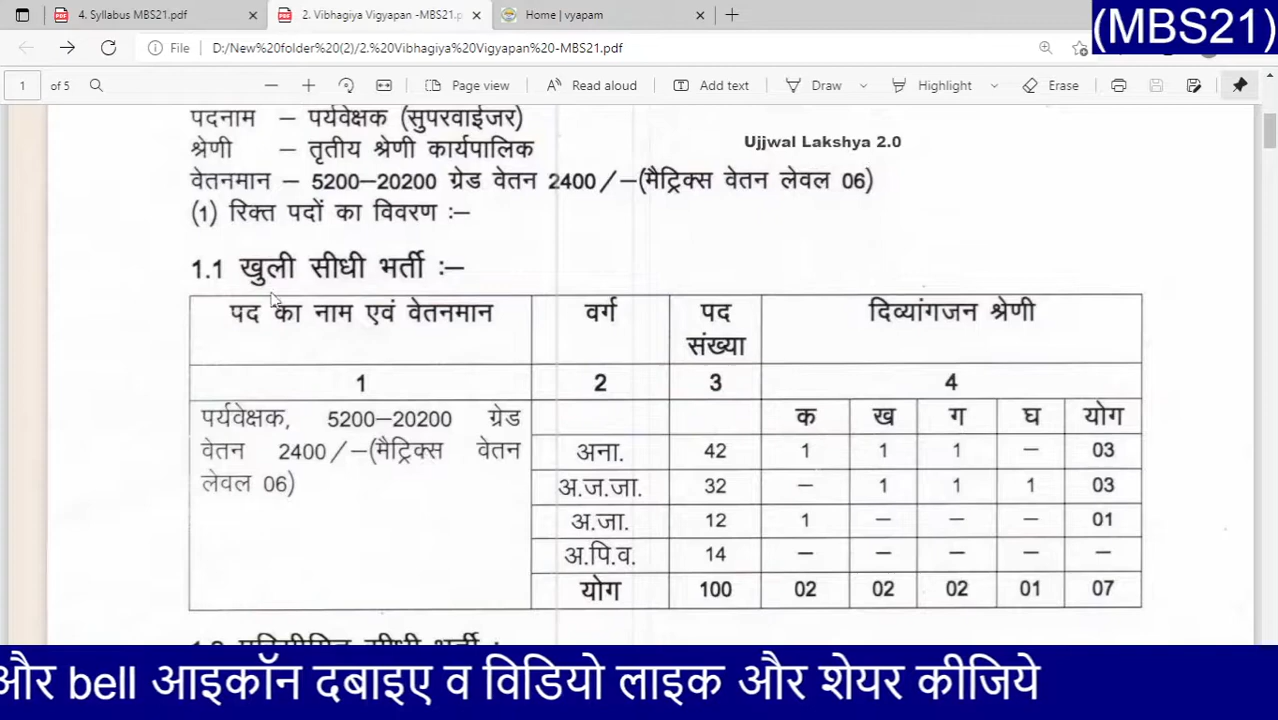 4. Syllabus MBS21.pdf
2. Vibhagiya Vigyapan -MBS21.p
Home | vyapam
(MBS21)
File
D:/New%20folder%20(2)/2.%20Vibhagiya%20Vigyapan%20-MBS21.pdf
1 of 5
Page view
Read aloud
Add text
Draw
Highlight
Erase
पदनाम – पर्यवेक्षक (सुपरवाईजर)
Ujjwal Lakshya 2.0
श्रेणी – तृतीय श्रेणी कार्यपालिक
वेतनमान – 5200–20200 ग्रेड वेतन 2400/–(मैट्रिक्स वेतन लेवल 06)
(1) रिक्त पदों का विवरण :–
1.1 खुली सीधी भर्ती :–
पद का नाम एवं वेतनमान वर्ग पद संख्या दिव्यांगजन श्रेणी
1 2 3 4
पर्यवेक्षक, 5200–20200 ग्रेड
वेतन 2400/–(मैट्रिक्स वेतन
लेवल 06)
क ख ग घ योग
अना. 42 1 1 1 – 03
अ.ज.जा. 32 – 1 1 1 03
अ.जा. 12 1 – – – 01
अ.पि.व. 14 – – – – –
योग 100 02 02 02 01 07
और bell आइकॉन दबाइए व विडियो लाइक और शेयर कीजिये